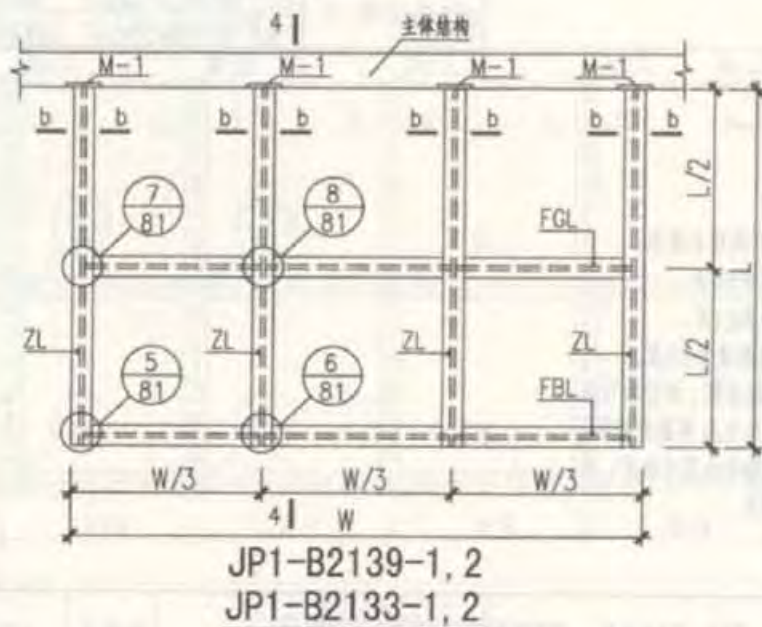 4
主体结构
M-1 M-1 M-1 M-1
b b b b b b b b
7
81
8
81
FGL
L/2
L
ZL ZL ZL ZL
5
81
6
81
FBL
L/2
W/3 W/3 W/3
4 W
JP1-B2139-1, 2
JP1-B2133-1, 2